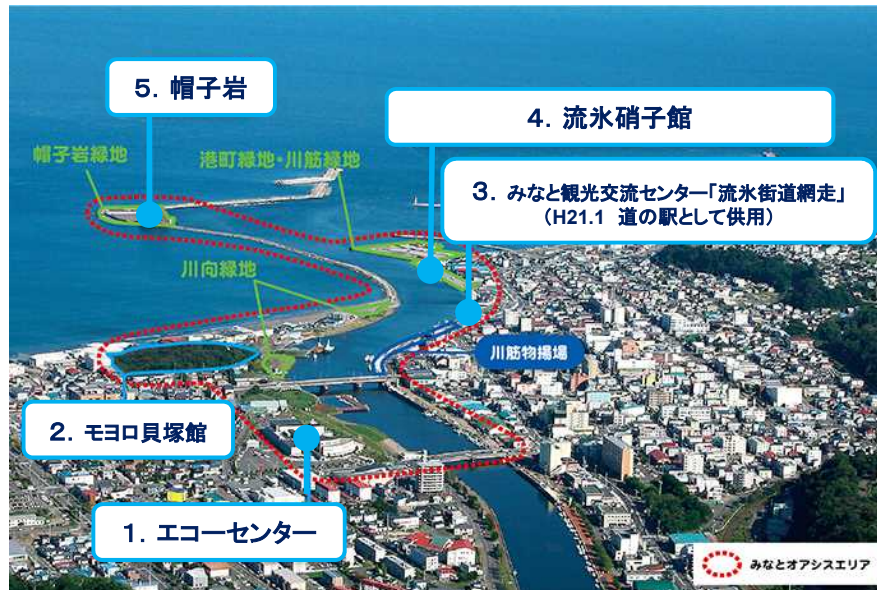 5．帽子岩
4．流氷硝子館
帽子岩緑地
港町緑地・川筋緑地
3．みなと観光交流センター「流氷街道網走」
（H21.1　道の駅として供用）
川向緑地
川筋物揚場
2．モヨロ貝塚館
1．エコーセンター
みなとオアシスエリア